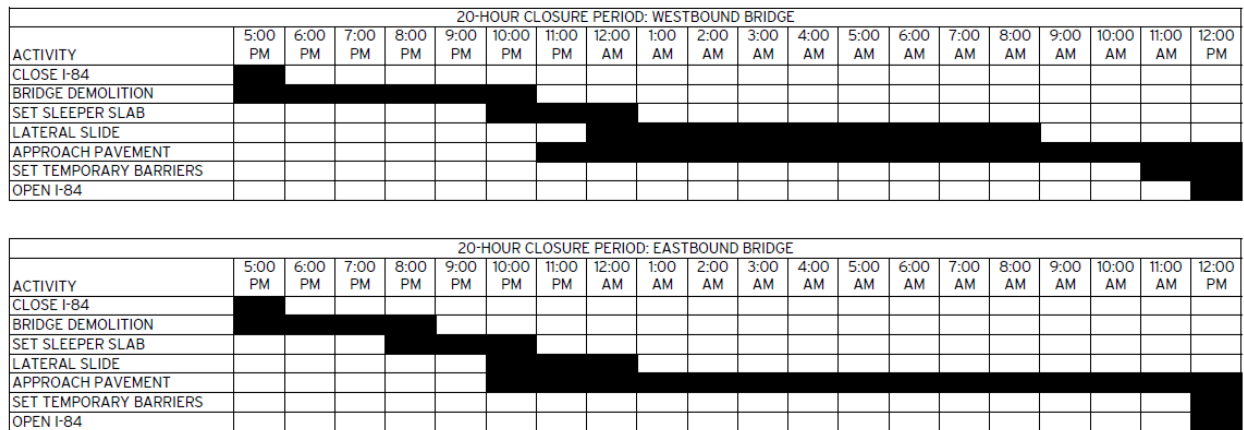 20-HOUR CLOSURE PERIOD: WESTBOUND BRIDGE
ACTIVITY 5:00 PM 6:00 PM 7:00 PM 8:00 PM 9:00 PM 10:00 PM 11:00 PM 12:00 AM 1:00 AM 2:00 AM 3:00 AM 4:00 AM 5:00 AM 6:00 AM 7:00 AM 8:00 AM 9:00 AM 10:00 AM 11:00 AM 12:00 PM
CLOSE I-84
BRIDGE DEMOLITION
SET SLEEPER SLAB
LATERAL SLIDE
APPROACH PAVEMENT
SET TEMPORARY BARRIERS
OPEN I-84
20-HOUR CLOSURE PERIOD: EASTBOUND BRIDGE
ACTIVITY 5:00 PM 6:00 PM 7:00 PM 8:00 PM 9:00 PM 10:00 PM 11:00 PM 12:00 AM 1:00 AM 2:00 AM 3:00 AM 4:00 AM 5:00 AM 6:00 AM 7:00 AM 8:00 AM 9:00 AM 10:00 AM 11:00 AM 12:00 PM
CLOSE I-84
BRIDGE DEMOLITION
SET SLEEPER SLAB
LATERAL SLIDE
APPROACH PAVEMENT
SET TEMPORARY BARRIERS
OPEN I-84